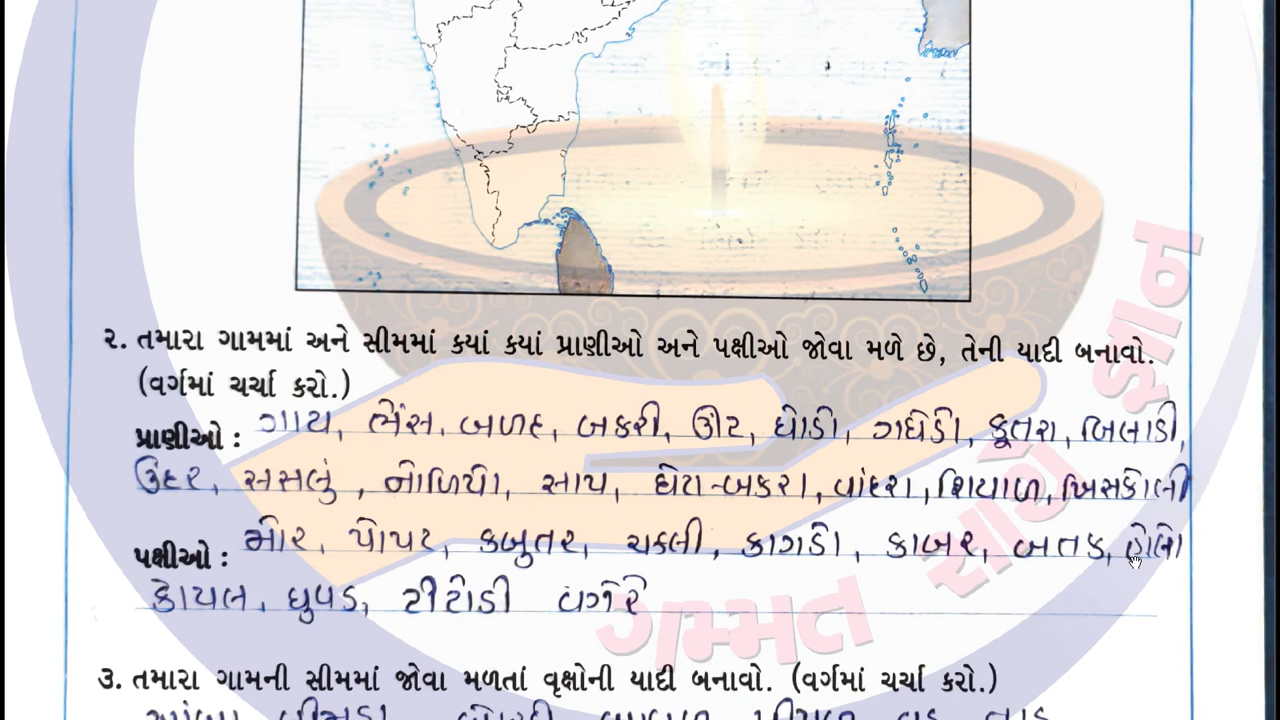 ૨. તમારા ગામમાં અને સીમમાં ક્યાં ક્યાં પ્રાણીઓ અને પક્ષીઓ જોવા મળે છે, તેની યાદી બનાવો.
(વર્ગમાં ચર્ચા કરો.)
પ્રાણીઓ : ગાય, ભેંસ, બળદ, બકરી, ઊંટ, ઘોડો, ગધેડો, કૂતરા, બિલાડી,
ઉંદર, સસલું, નોળિયો, સાપ, ઘેટા-બકરા, વાંદરા, શિયાળ, ખિસકોલી
પક્ષીઓ : મોર, પોપટ, કબુતર, ચકલી, કાગડો, કાબર, બતક, હોલો
કોયલ, ઘુવડ, ટીટોડી વગેરે
૩. તમારા ગામની સીમમાં જોવા મળતાં વૃક્ષોની યાદી બનાવો. (વર્ગમાં ચર્ચા કરો.)
ગમ્મત સાથે જ્ઞાન